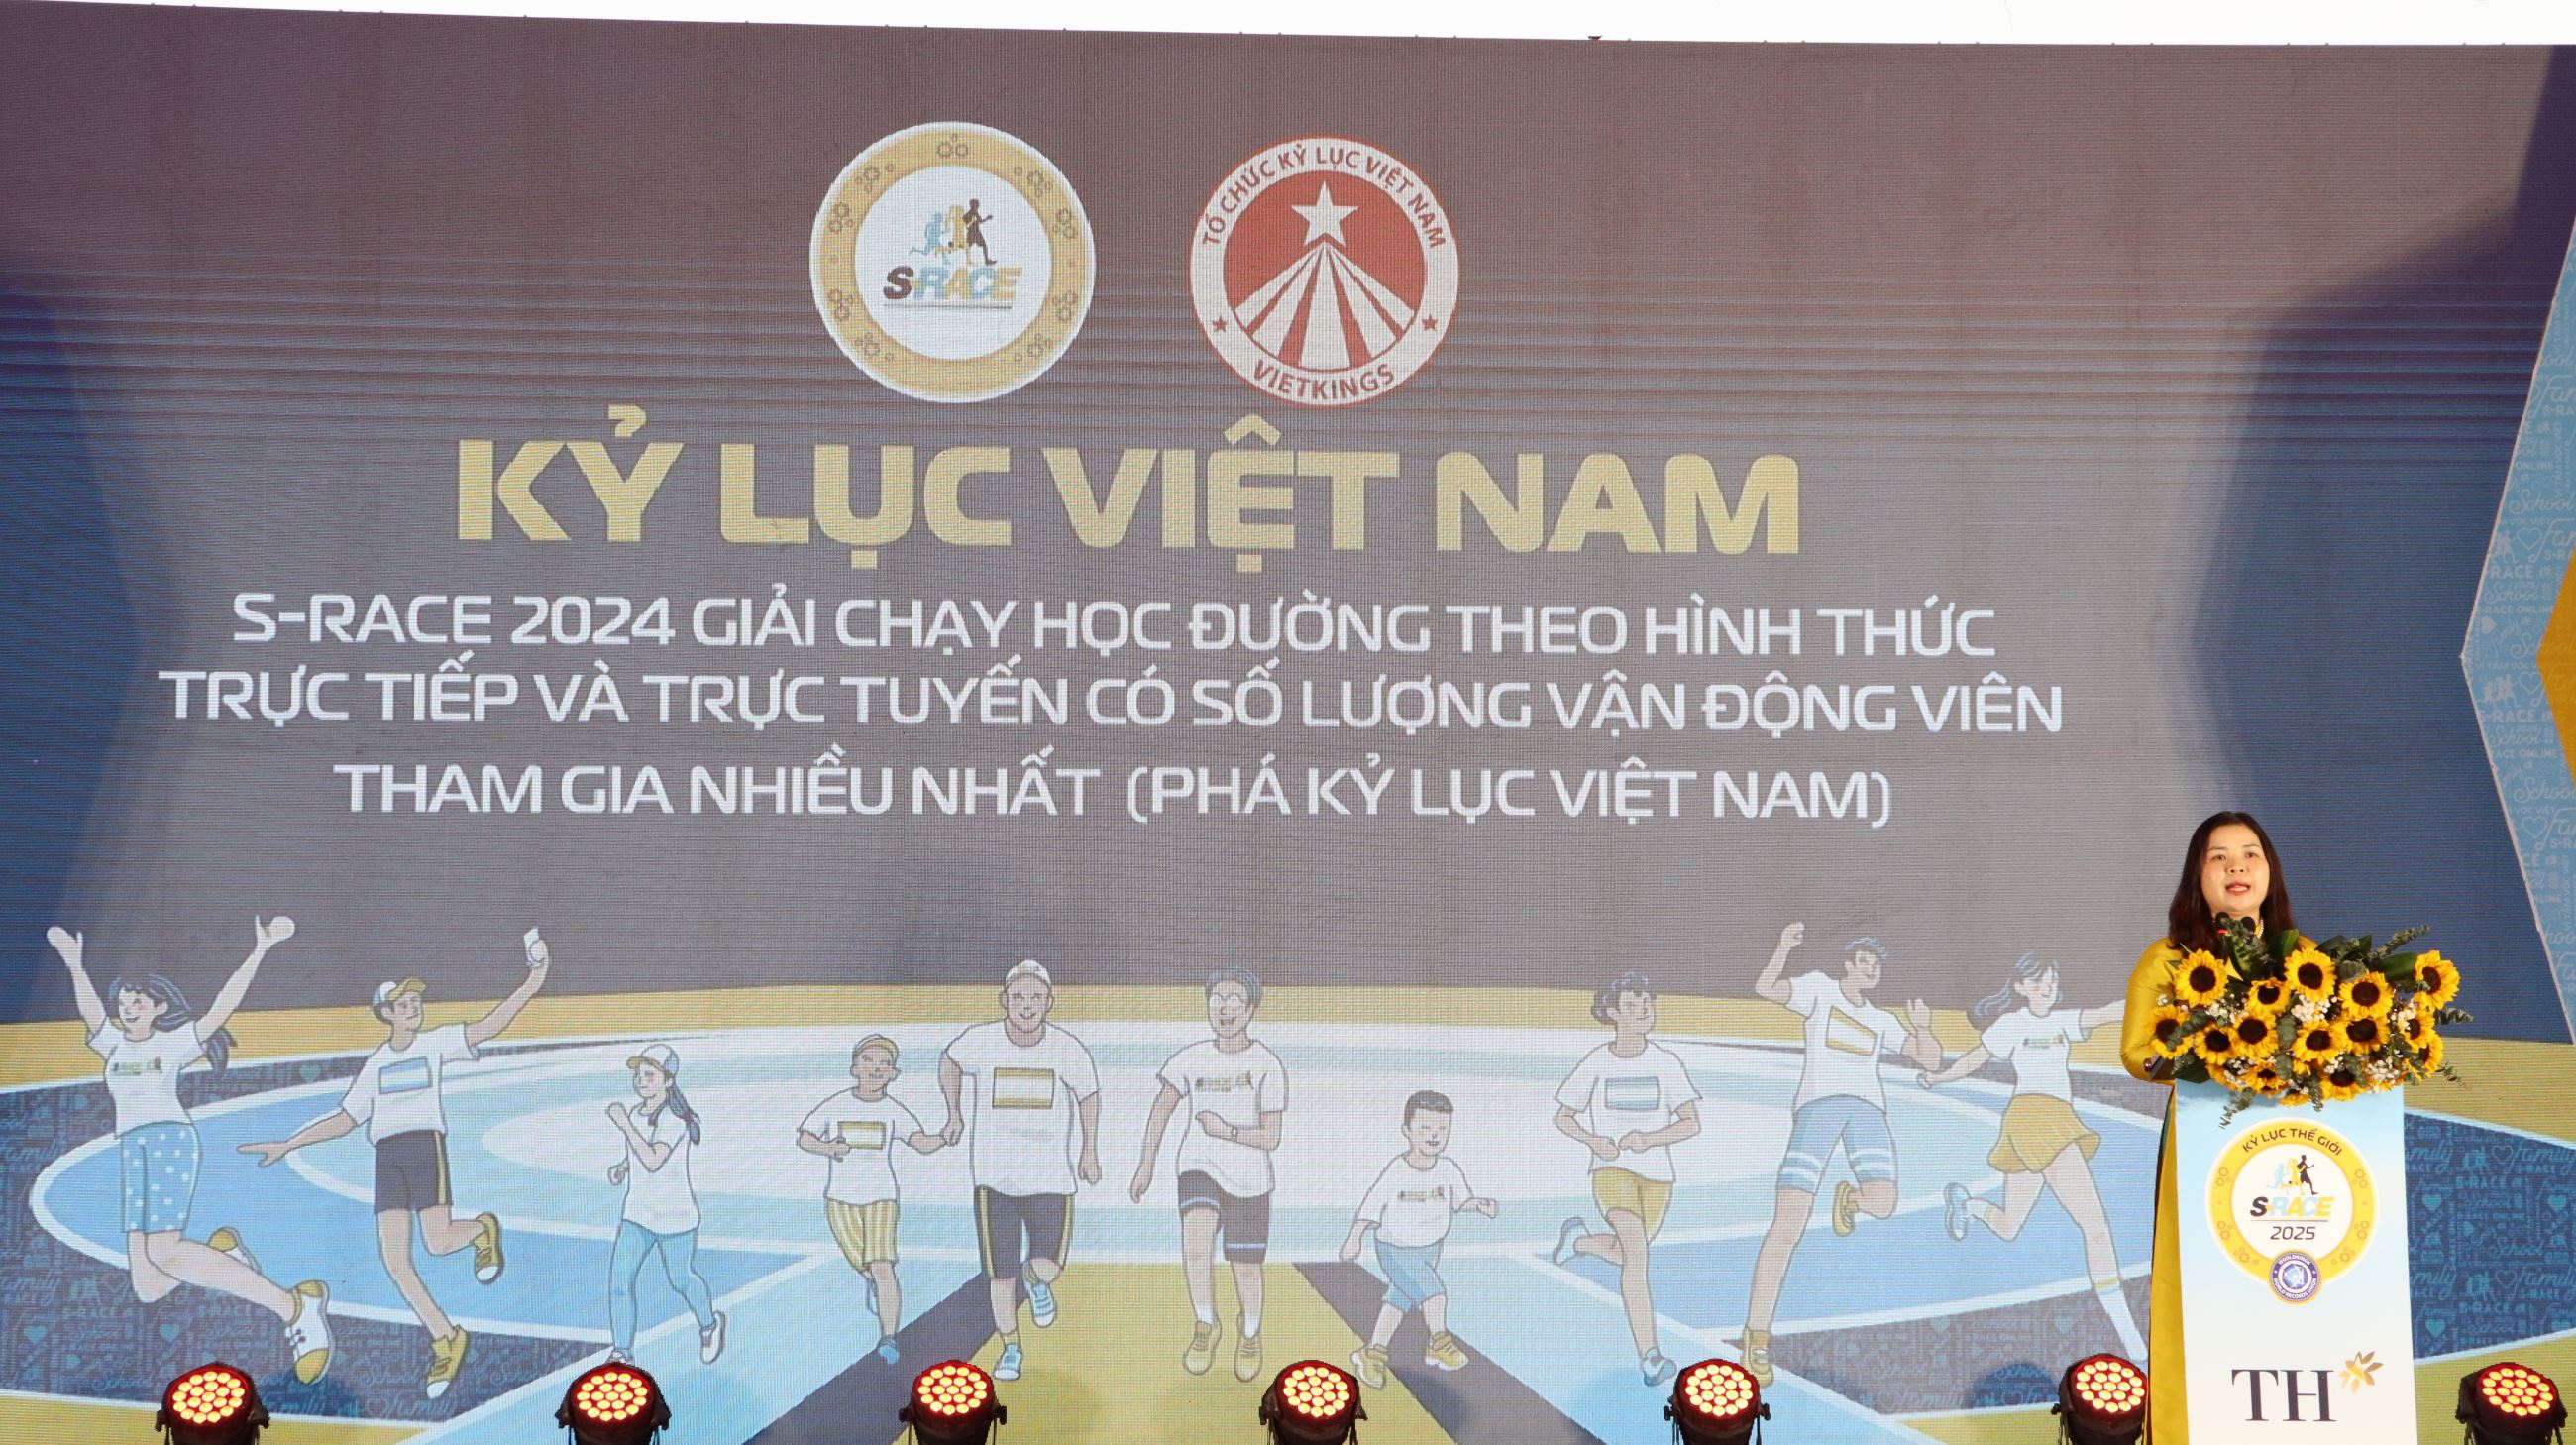 S-RACE
TỔ CHỨC KỶ LỤC VIỆT NAM
VIETKINGS
KỶ LỤC VIỆT NAM
S-RACE 2024 GIẢI CHẠY HỌC ĐƯỜNG THEO HÌNH THỨC
TRỰC TIẾP VÀ TRỰC TUYẾN CÓ SỐ LƯỢNG VẬN ĐỘNG VIÊN
THAM GIA NHIỀU NHẤT (PHÁ KỶ LỤC VIỆT NAM)
KỶ LỤC THẾ GIỚI
S-RACE
2025
TH